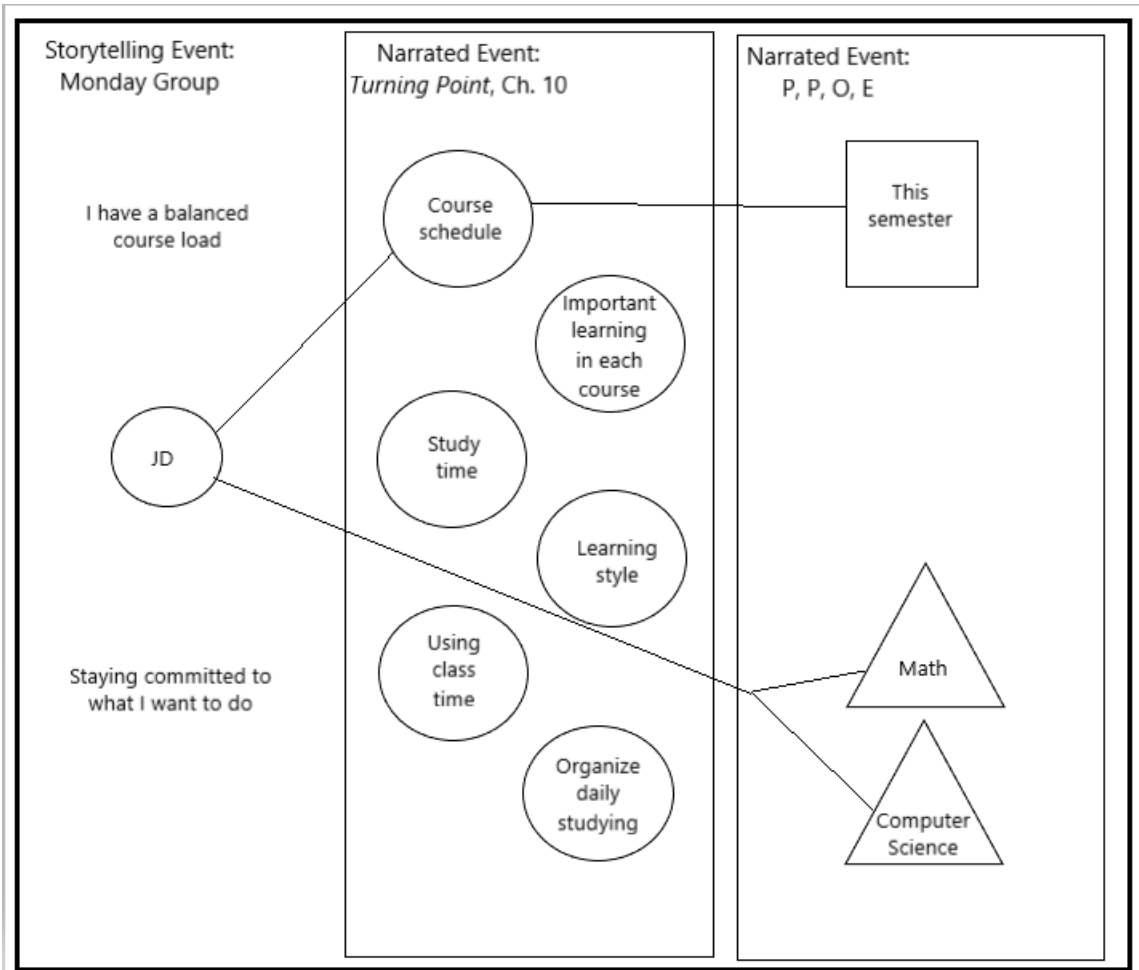 Storytelling Event:
Monday Group
Narrated Event:
Turning Point, Ch. 10
Narrated Event:
P, P, O, E
I have a balanced
course load
Course
schedule
This
semester
Important
learning
in each
course
JD
Study
time
Learning
style
Staying committed to
what I want to do
Using
class
time
Math
Organize
daily
studying
Computer
Science